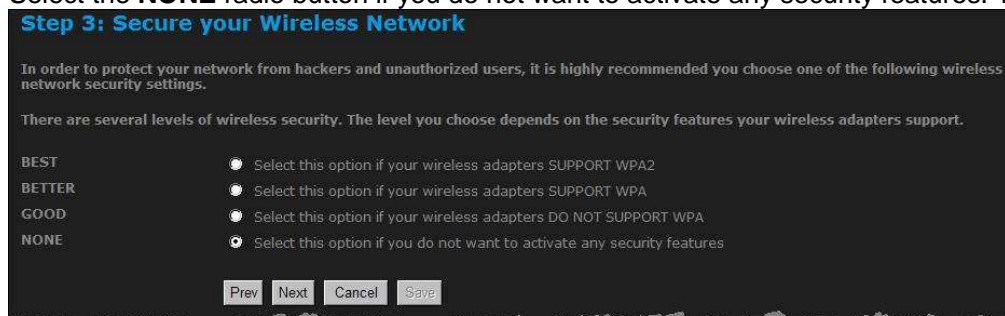 Select the NONE radio button if you do not want to activate any security features.
Step 3: Secure your Wireless Network
In order to protect your network from hackers and unauthorized users, it is highly recommended you choose one of the following wireless
network security settings.
There are several levels of wireless security. The level you choose depends on the security features your wireless adapters support.
BEST Select this option if your wireless adapters SUPPORT WPA2
BETTER Select this option if your wireless adapters SUPPORT WPA
GOOD Select this option if your wireless adapters DO NOT SUPPORT WPA
NONE Select this option if you do not want to activate any security features
Prev Next Cancel Save